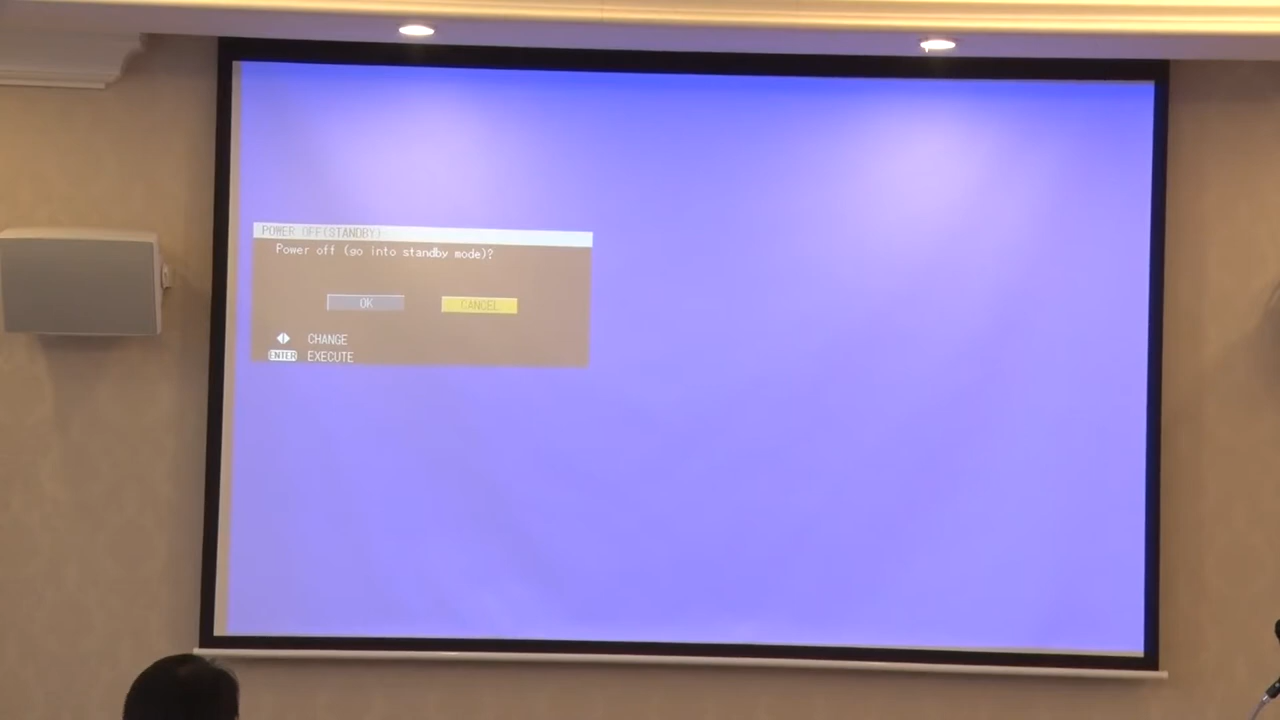 POWER OFF(STANDBY)
Power off (go into standby mode)?
OK
CANCEL
CHANGE
ENTER EXECUTE